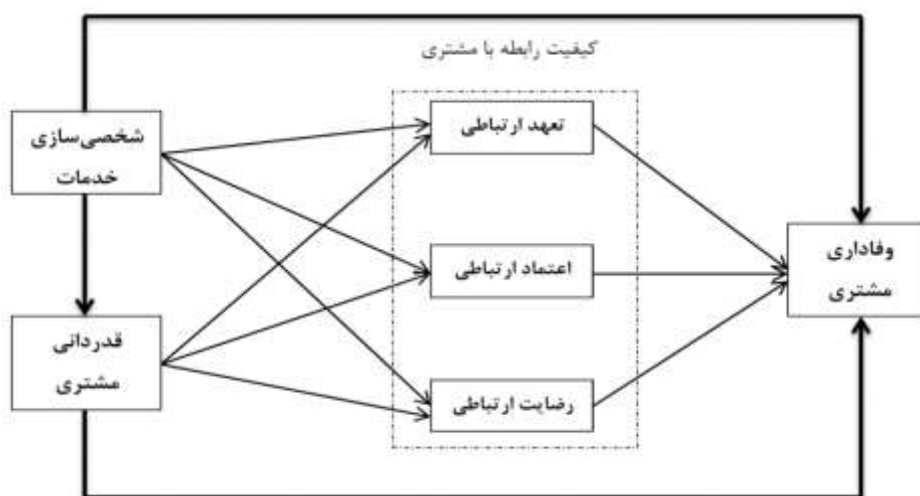 کیفیت رابطه با مشتری
شخصی‌سازی
خدمات
تعهد ارتباطی
اعتماد ارتباطی
وفاداری
مشتری
قدردانی
مشتری
رضایت ارتباطی